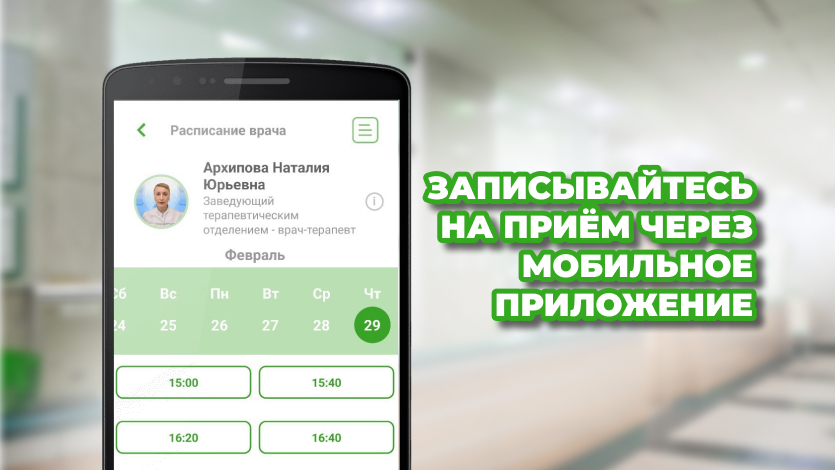 Расписание врача
Архипова Наталия
Юрьевна
Заведующий
терапевтическим
отделением - врач-терапевт
Февраль
Сб Вс Пн Вт Ср Чт
24 25 26 27 28 29
15:00 15:40
16:20 16:40
ЗАПИСЫВАЙТЕСЬ
НА ПРИЁМ ЧЕРЕЗ
МОБИЛЬНОЕ
ПРИЛОЖЕНИЕ